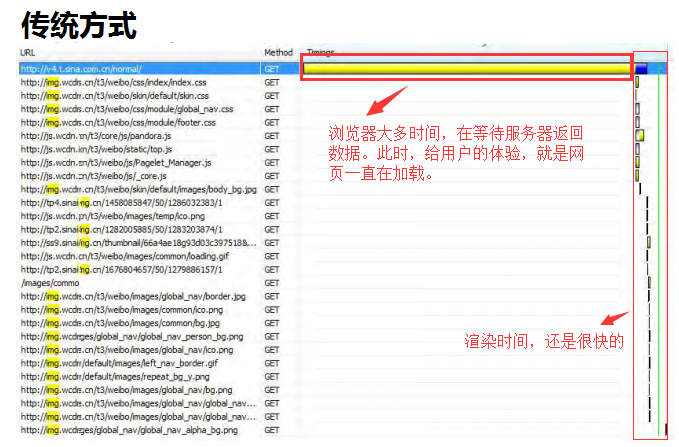 传统方式
URL Method Timings
http://v4.t.sina.com.cn/normal/ GET
http://img.wcdn.cn/t3/weibo/css/index/index.css GET
http://img.wcdn.cn/t3/weibo/skin/default/skin.css GET
http://img.wcdn.cn/t3/weibo/css/module/global_nav.css GET
http://img.wcdn.cn/t3/weibo/css/module/footer.css GET
http://js.wcdn.cn/t3/core/js/pandora.js GET
http://js.wcdn.cn/t3/weibo/static/top.js GET
http://js.wcdn.cn/t3/weibo/js/Pagelet_Manager.js GET
http://js.wcdn.cn/t3/weibo/js/_core.js GET
http://img.wcdn.cn/t3/weibo/skin/default/images/body_bg.jpg GET
http://tp4.sinaimg.cn/1458085847/50/1286032383/1 GET
http://js.wcdn.cn/t3/weibo/images/temp/ico.png GET
http://tp2.sinaimg.cn/1282005885/50/1283203874/1 GET
http://ss9.sinaimg.cn/thumbnail/66a4ae18g93d03c397518&... GET
http://js.wcdn.cn/t3/weibo/images/common/loading.gif GET
http://tp2.sinaimg.cn/1676804657/50/1279886157/1 GET
/images/commo GET
http://img.wcdn.cn/t3/weibo/images/global_nav/border.jpg GET
http://img.wcdn.cn/t3/weibo/images/common/ico.png GET
http://img.wcdn.cn/t3/weibo/images/common/bg.jpg GET
http://img.wcdges/global_nav/global_nav_person_bg.png GET
http://img.wcdn.cn/t3/weibo/images/global_nav/ico.png GET
http://img.wcdr/default/images/left_nav_border.gif GET
http://img.wcdr/default/images/repeat_bg_y.png GET
http://img.wcdn.cn/t3/weibo/images/global_nav/bg.png GET
http://img.wcdn.cn/t3/weibo/images/global_nav/global_nav... GET
http://img.wcdn.cn/t3/weibo/images/global_nav/global_nav... GET
http://img.wcdges/global_nav/global_nav_alpha_bg.png GET
浏览器大多时间，在等待服务器返回
数据。此时，给用户的体验，就是网
页一直在加载。
渲染时间，还是很快的